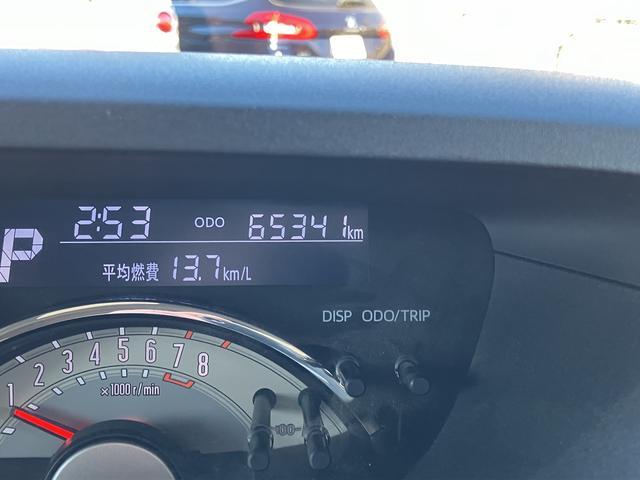 2:53 ODO 65341km
P
平均燃費 13.7km/L
DISP ODO/TRIP
1 2 3 4 5 6 7 8
×1000r/min